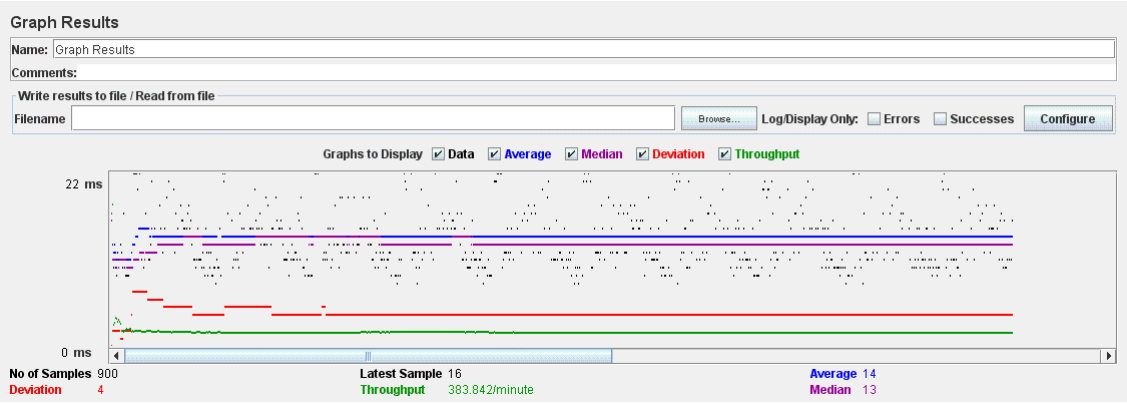 Graph Results
Name: Graph Results
Comments:
Write results to file / Read from file
Filename Browse... Log/Display Only: Errors Successes Configure
Graphs to Display Data Average Median Deviation Throughput
22 ms
0 ms
No of Samples 900 Latest Sample 16 Average 14
Deviation 4 Throughput 383.842/minute Median 13